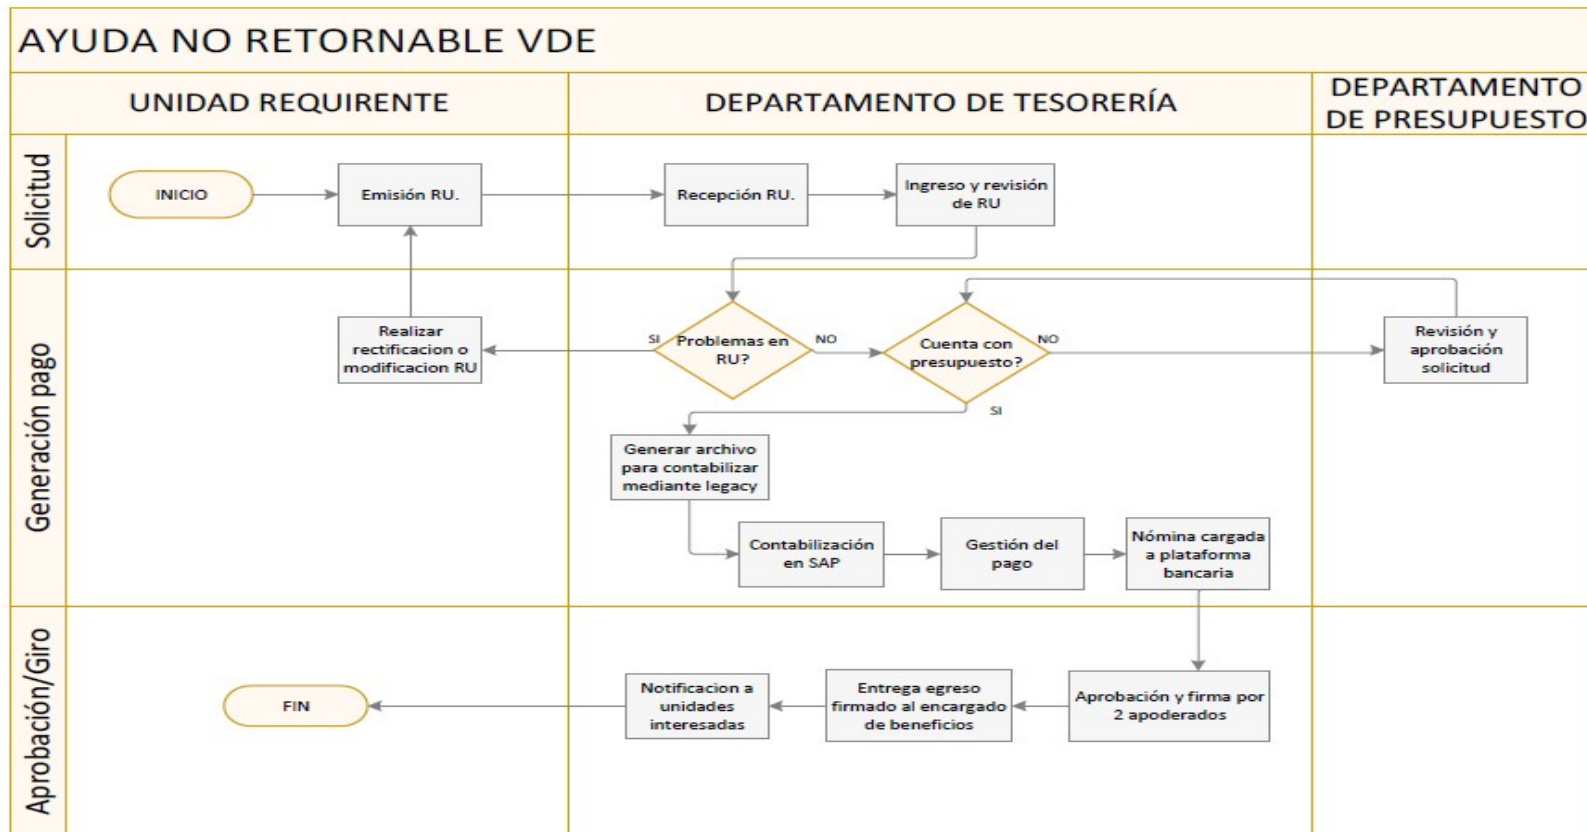 AYUDA NO RETORNABLE VDE
UNIDAD REQUIRENTE
DEPARTAMENTO DE TESORERÍA
DEPARTAMENTO
DE PRESUPUESTO
Solicitud
INICIO
Emisión RU.
Recepción RU.
Ingreso y revisión
de RU
Generación pago
Realizar
rectificacion o
modificacion RU
SI
Problemas en
RU?
NO
Cuenta con
presupuesto?
NO
Revisión y
aprobación
solicitud
SI
Generar archivo
para contabilizar
mediante legacy
Contabilización
en SAP
Gestión del
pago
Nómina cargada
a plataforma
bancaria
Aprobación/Giro
FIN
Notificacion a
unidades
interesadas
Entrega egreso
firmado al encargado
de beneficios
Aprobación y firma por
2 apoderados